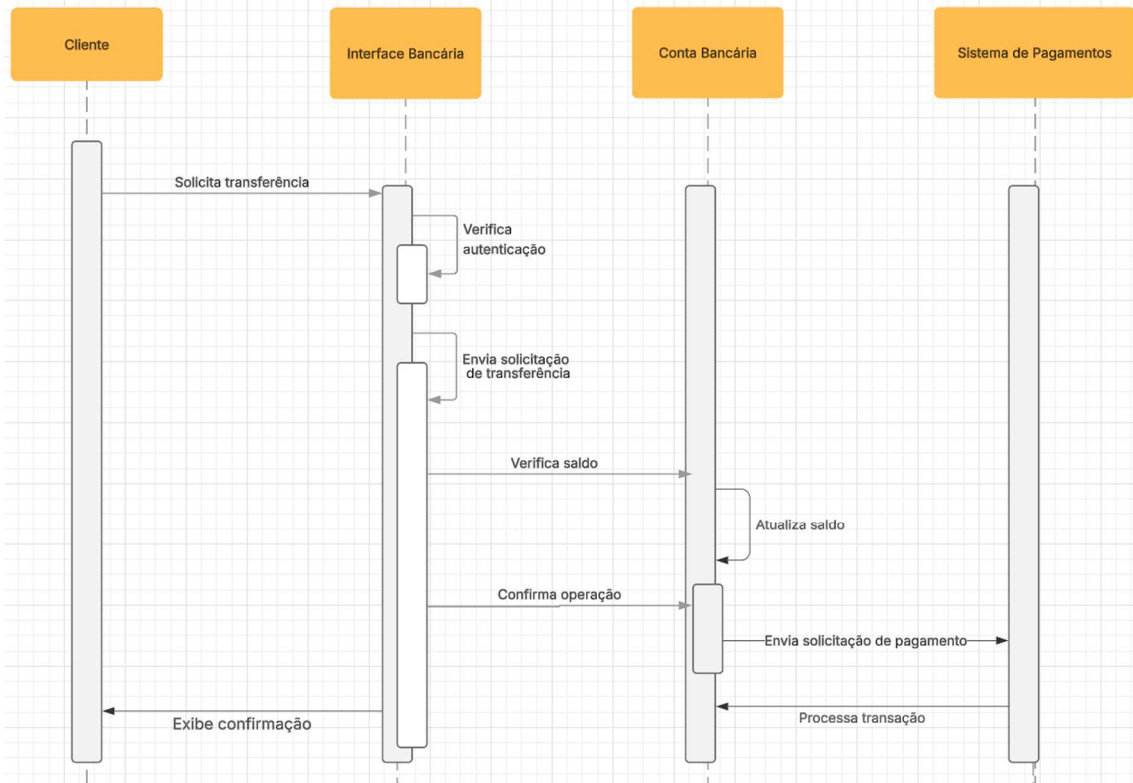 Cliente
Interface Bancária
Conta Bancária
Sistema de Pagamentos
Solicita transferência
Verifica
autenticação
Envia solicitação
de transferência
Verifica saldo
Atualiza saldo
Confirma operação
Envia solicitação de pagamento
Exibe confirmação
Processa transação